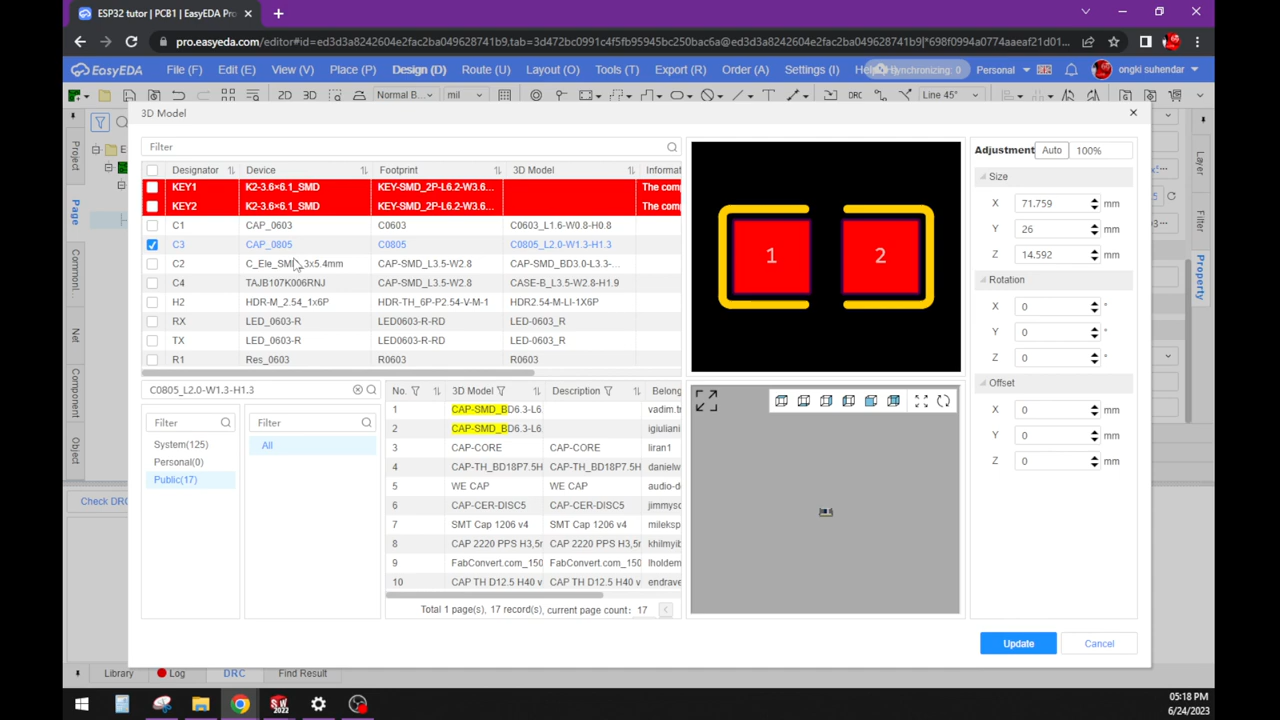 ESP32 tutor | PCB1 | EasyEDA Pro
pro.easyeda.com/editor#id=ed3d3a8242604e2fac2ba049628741b9,tab=3d472bc0991c4f5fb95945bc250bac6a@ed3d3a8242604e2fac2ba049628741b9|*698f0994a0774aaeaf21d01...
EasyEDA File (F) Edit (E) View (V) Place (P) Design (D) Route (U) Layout (O) Tools (T) Export (R) Order (A) Settings (I) Synchronizing: 0 Personal ongki suhendar
2D 3D Normal B... mil DRC Line 45°
3D Model
Filter
Adjustment Auto 100%
Designator Device Footprint 3D Model Informat
KEY1 K2-3.6×6.1_SMD KEY-SMD_2P-L6.2-W3.6... The comp
KEY2 K2-3.6×6.1_SMD KEY-SMD_2P-L6.2-W3.6... The comp
C1 CAP_0603 C0603 C0603_L1.6-W0.8-H0.8
C3 CAP_0805 C0805 C0805_L2.0-W1.3-H1.3
C2 CAP-SMD_L3.5-W2.8 CAP-SMD_BD3.0-L3.3-...
C4 TAJB107K006RNJ CAP-SMD_L3.5-W2.8 CASE-B_L3.5-W2.8-H1.9
H2 HDR-M_2.54_1x6P HDR-TH_6P-P2.54-V-M-1 HDR2.54-M-LI-1X6P
RX LED_0603-R LED0603-R-RD LED-0603_R
TX LED_0603-R LED0603-R-RD LED-0603_R
R1 Res_0603 R0603 R0603
1 2
Size
X 71.759 mm
Y 26 mm
Z 14.592 mm
Rotation
X 0 °
Y 0 °
Z 0 °
Offset
X 0 mm
Y 0 mm
Z 0 mm
C0805_L2.0-W1.3-H1.3
Filter
System(125)
Personal(0)
Public(17)
Filter
All
No. 3D Model Description Belong
1 CAP-SMD_BD6.3-L6. vadim.tr
2 CAP-SMD_BD6.3-L6. igiuliani
3 CAP-CORE CAP-CORE liran1
4 CAP-TH_BD18P7.5H CAP-TH_BD18P7.5H danielw
5 WE CAP WE CAP audio-d
6 CAP-CER-DISC5 CAP-CER-DISC5 jimmysc
7 SMT Cap 1206 v4 SMT Cap 1206 v4 mileksp
8 CAP 2220 PPS H3,5m CAP 2220 PPS H3,5m khilmyib
9 FabConvert.com_150 FabConvert.com_150 lholdem
10 CAP TH D12.5 H40 v CAP TH D12.5 H40 v endrave
Total 1 page(s), 17 record(s), current page count: 17
Update Cancel
Project
Page
Commonl
Net
Component
Object
Layer
Filter
Property
Check DRC
Library Log DRC Find Result
SW
2022
05:18 PM
6/24/2023